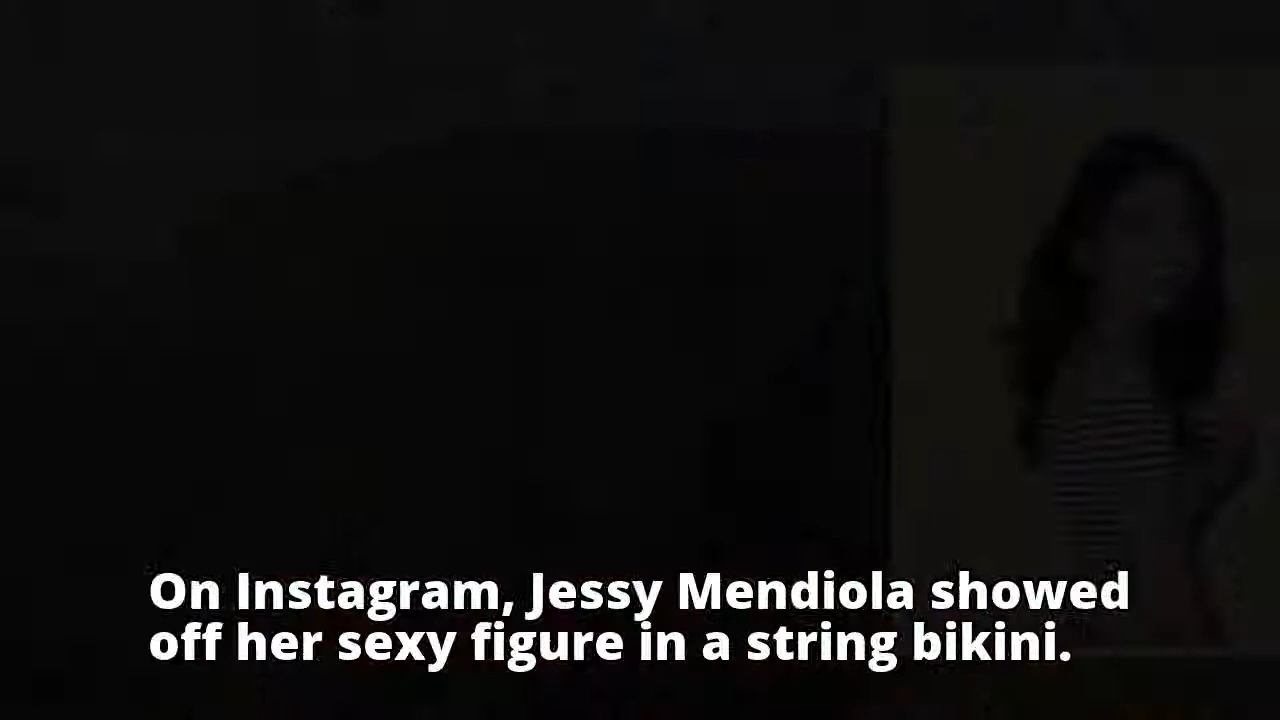 On Instagram, Jessy Mendiola showed
off her sexy figure in a string bikini.